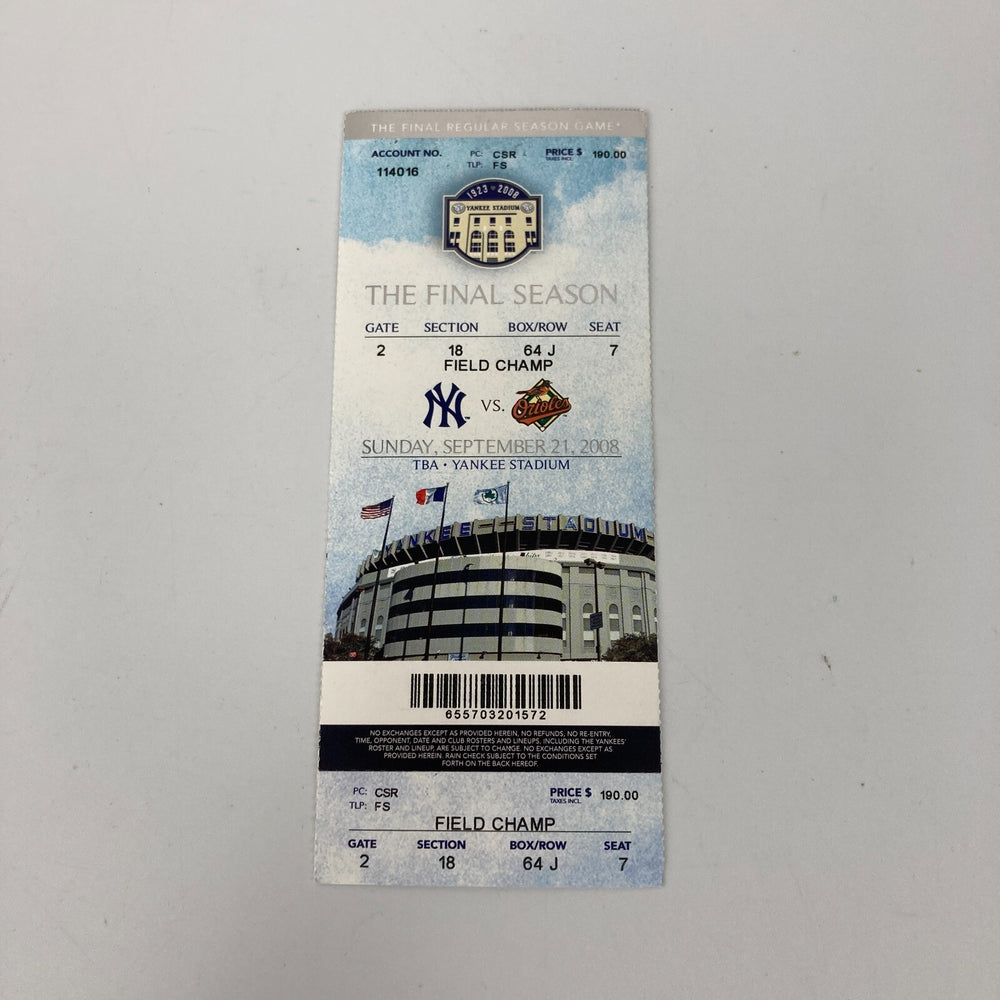 THE FINAL REGULAR SEASON GAME*
ACCOUNT NO. PC: CSR PRICE $ 190.00
TLP: FS TAXES INCL.
114016
1923 • 2008
YANKEE STADIUM
THE FINAL SEASON
GATE SECTION BOX/ROW SEAT
2 18 64 J 7
FIELD CHAMP
NY VS. Orioles
SUNDAY, SEPTEMBER 21, 2008
TBA • YANKEE STADIUM
YANKEE STADIUM
655703201572
NO EXCHANGES EXCEPT AS PROVIDED HEREIN, NO REFUNDS, NO RE-ENTRY.
TIME, OPPONENT, DATE AND CLUB ROSTERS AND LINEUPS, INCLUDING THE YANKEES'
ROSTER AND LINEUP, ARE SUBJECT TO CHANGE. NO EXCHANGES EXCEPT AS
PROVIDED HEREIN. RAIN CHECK SUBJECT TO THE CONDITIONS SET
FORTH ON THE BACK HEREOF.
PC: CSR PRICE $ 190.00
TLP: FS TAXES INCL.
FIELD CHAMP
GATE SECTION BOX/ROW SEAT
2 18 64 J 7